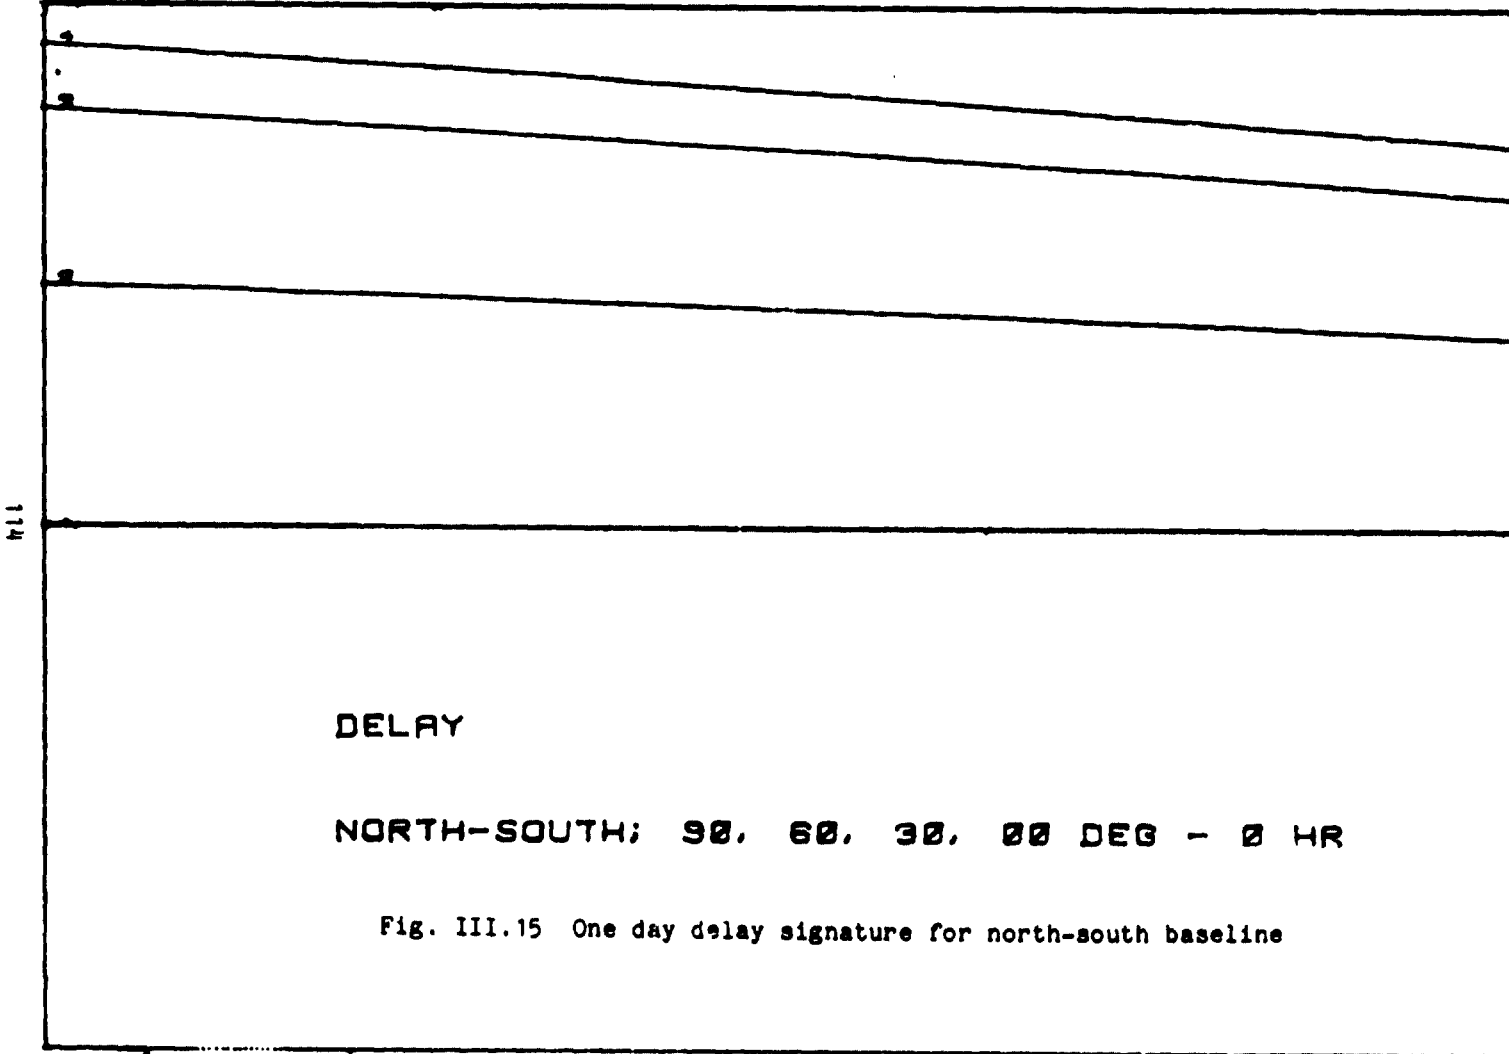 114
DELAY
NORTH-SOUTH; 90, 60, 30, 00 DEG - 0 HR
Fig. III.15 One day delay signature for north-south baseline